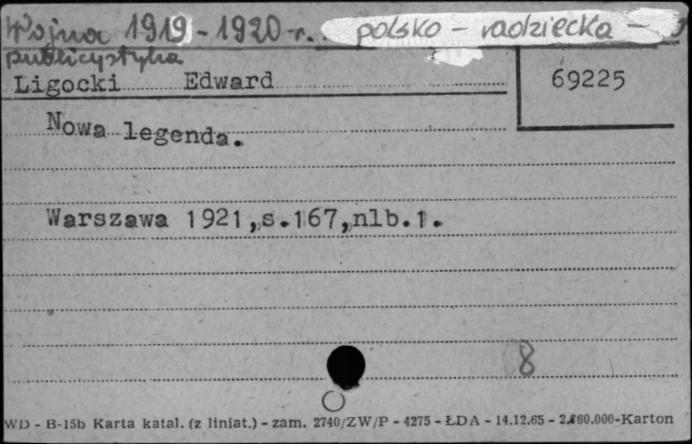 Wojna 1919-1920 r. polsko - radziecka -
publicystyka
Ligocki Edward 69225
Nowa legenda.
Warszawa 1921,s.167,nlb.1.
8
WD - B-15b Karta katal. (z liniat.) - zam. 2740/ZW/P - 4275 - ŁDA - 14.12.65 - 2.860.000-Karton